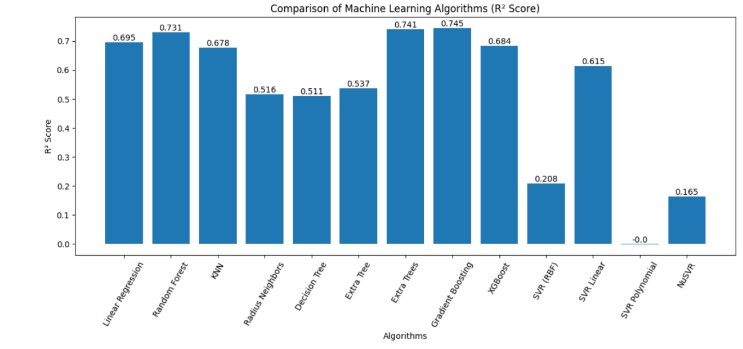 Comparison of Machine Learning Algorithms (R² Score)
0.695
0.731
0.678
0.516
0.511
0.537
0.741
0.745
0.684
0.208
0.615
-0.0
0.165
R² Score
0.7
0.6
0.5
0.4
0.3
0.2
0.1
0.0
Linear Regression
Random Forest
KNN
Radius Neighbors
Decision Tree
Extra Tree
Extra Trees
Gradient Boosting
XGBoost
SVR (RBF)
SVR Linear
SVR Polynomial
NuSVR
Algorithms